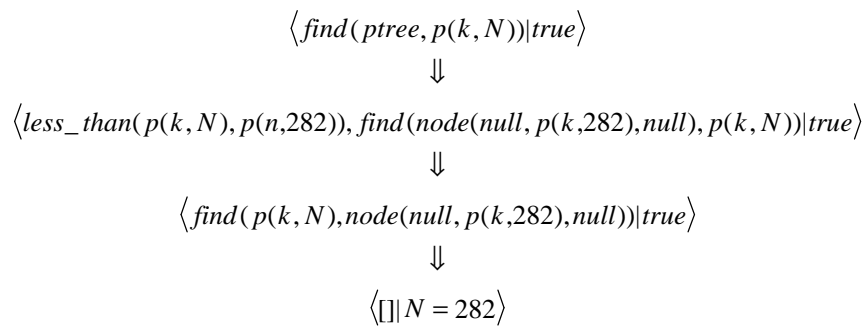 ⟨find(ptree, p(k, N))|true⟩
⇓
⟨less_than(p(k, N), p(n,282)), find(node(null, p(k,282),null), p(k, N))|true⟩
⇓
⟨find(p(k, N),node(null, p(k,282),null))|true⟩
⇓
⟨[]|N = 282⟩